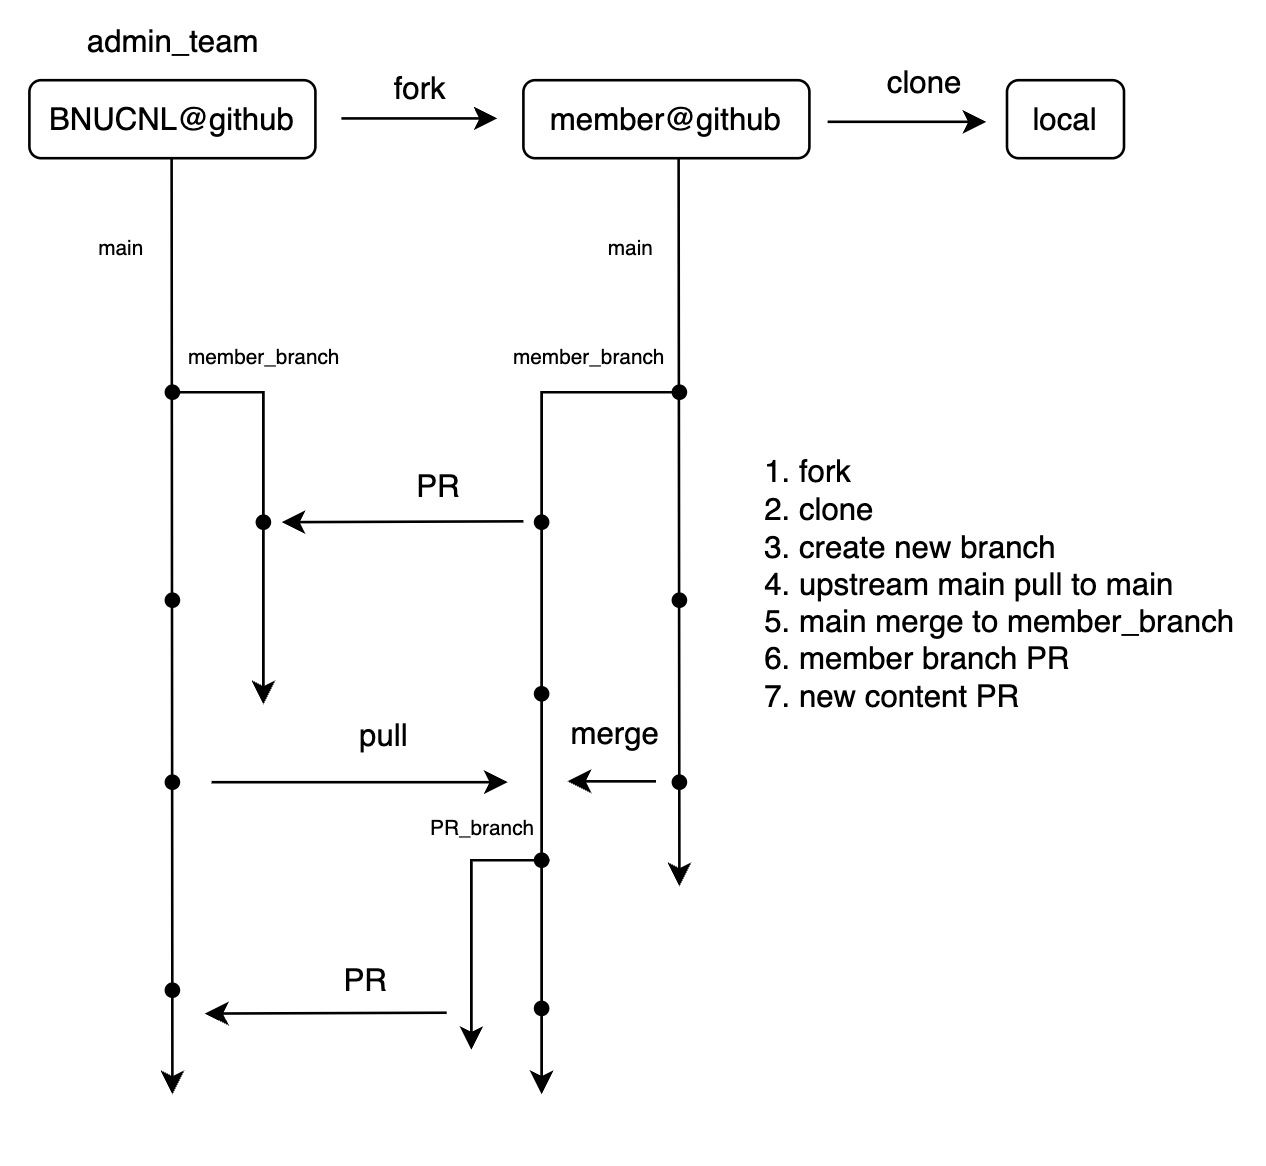 admin_team
BNUCNL@github
fork
member@github
clone
local
main
main
member_branch
member_branch
PR
1. fork
2. clone
3. create new branch
4. upstream main pull to main
5. main merge to member_branch
6. member branch PR
7. new content PR
pull
merge
PR_branch
PR